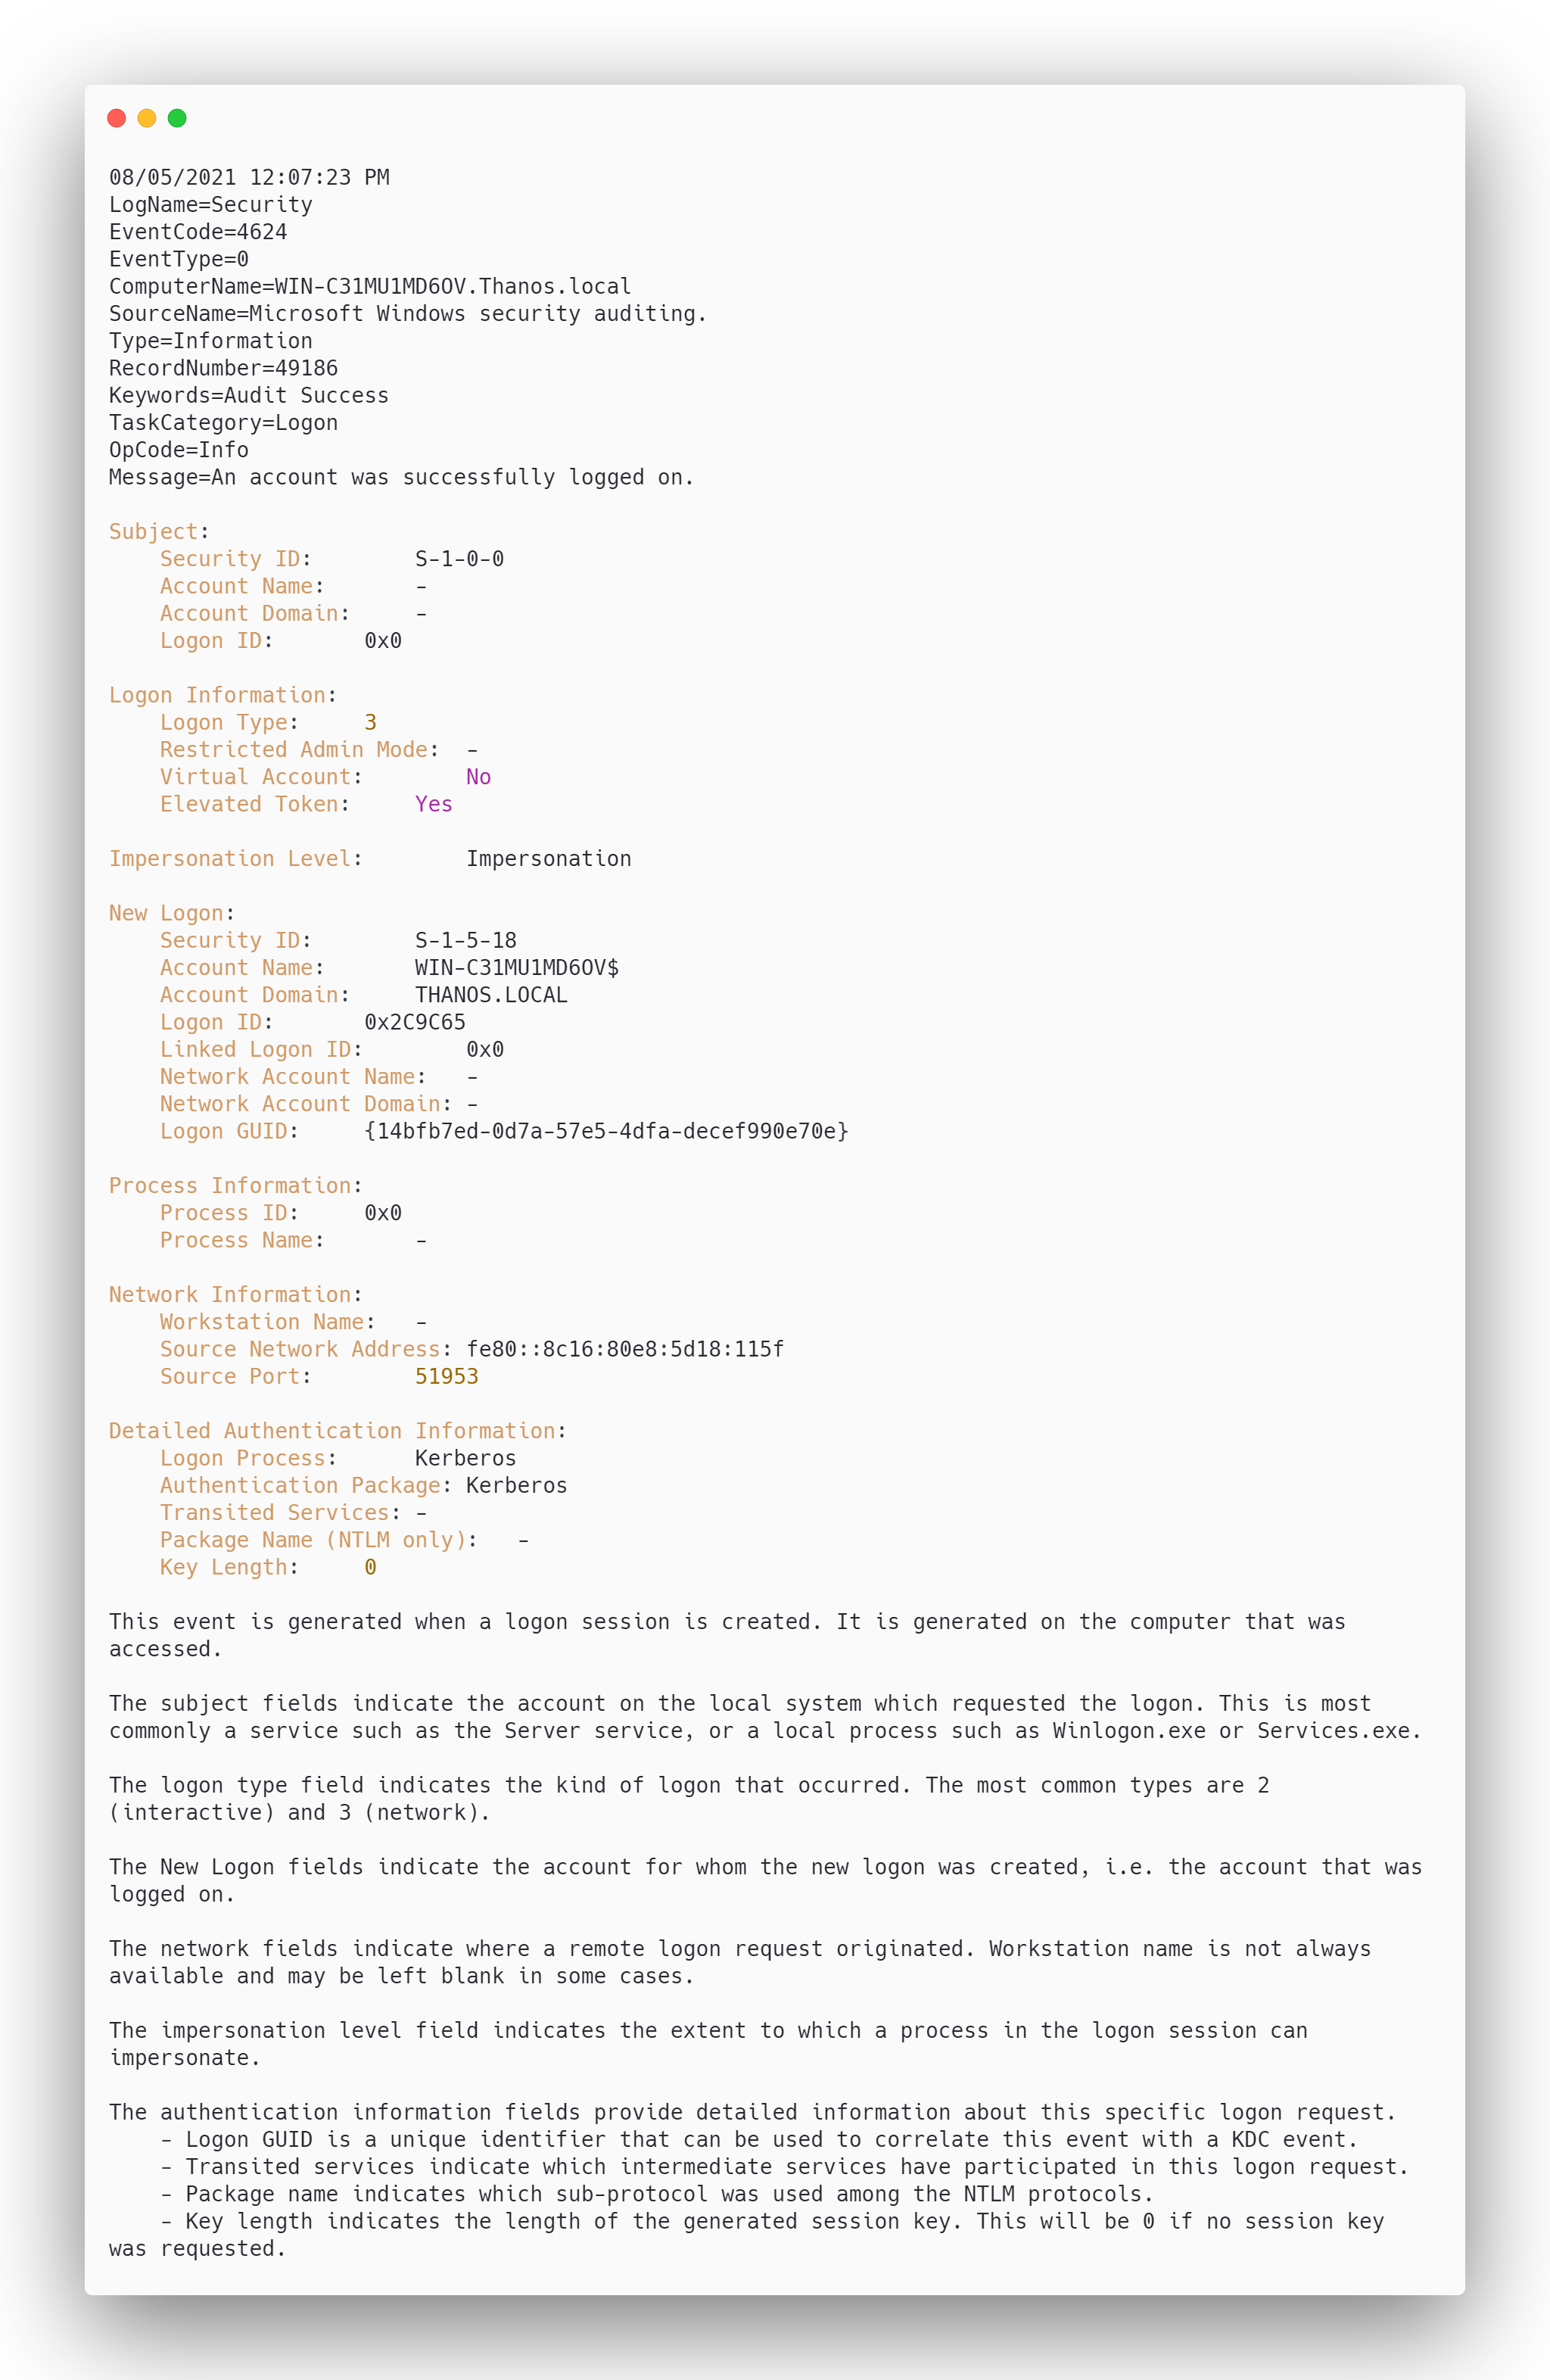 08/05/2021 12:07:23 PM
LogName=Security
EventCode=4624
EventType=0
ComputerName=WIN-C31MU1MD6OV.Thanos.local
SourceName=Microsoft Windows security auditing.
Type=Information
RecordNumber=49186
Keywords=Audit Success
TaskCategory=Logon
OpCode=Info
Message=An account was successfully logged on.

Subject:
    Security ID:        S-1-0-0
    Account Name:       -
    Account Domain:     -
    Logon ID:       0x0

Logon Information:
    Logon Type:     3
    Restricted Admin Mode:  -
    Virtual Account:        No
    Elevated Token:     Yes

Impersonation Level:        Impersonation

New Logon:
    Security ID:        S-1-5-18
    Account Name:       WIN-C31MU1MD6OV$
    Account Domain:     THANOS.LOCAL
    Logon ID:       0x2C9C65
    Linked Logon ID:        0x0
    Network Account Name:   -
    Network Account Domain: -
    Logon GUID:     {14bfb7ed-0d7a-57e5-4dfa-decef990e70e}

Process Information:
    Process ID:     0x0
    Process Name:       -

Network Information:
    Workstation Name:   -
    Source Network Address: fe80::8c16:80e8:5d18:115f
    Source Port:        51953

Detailed Authentication Information:
    Logon Process:      Kerberos
    Authentication Package: Kerberos
    Transited Services: -
    Package Name (NTLM only):   -
    Key Length:     0

This event is generated when a logon session is created. It is generated on the computer that was
accessed.

The subject fields indicate the account on the local system which requested the logon. This is most
commonly a service such as the Server service, or a local process such as Winlogon.exe or Services.exe.

The logon type field indicates the kind of logon that occurred. The most common types are 2
(interactive) and 3 (network).

The New Logon fields indicate the account for whom the new logon was created, i.e. the account that was
logged on.

The network fields indicate where a remote logon request originated. Workstation name is not always
available and may be left blank in some cases.

The impersonation level field indicates the extent to which a process in the logon session can
impersonate.

The authentication information fields provide detailed information about this specific logon request.
    - Logon GUID is a unique identifier that can be used to correlate this event with a KDC event.
    - Transited services indicate which intermediate services have participated in this logon request.
    - Package name indicates which sub-protocol was used among the NTLM protocols.
    - Key length indicates the length of the generated session key. This will be 0 if no session key
was requested.